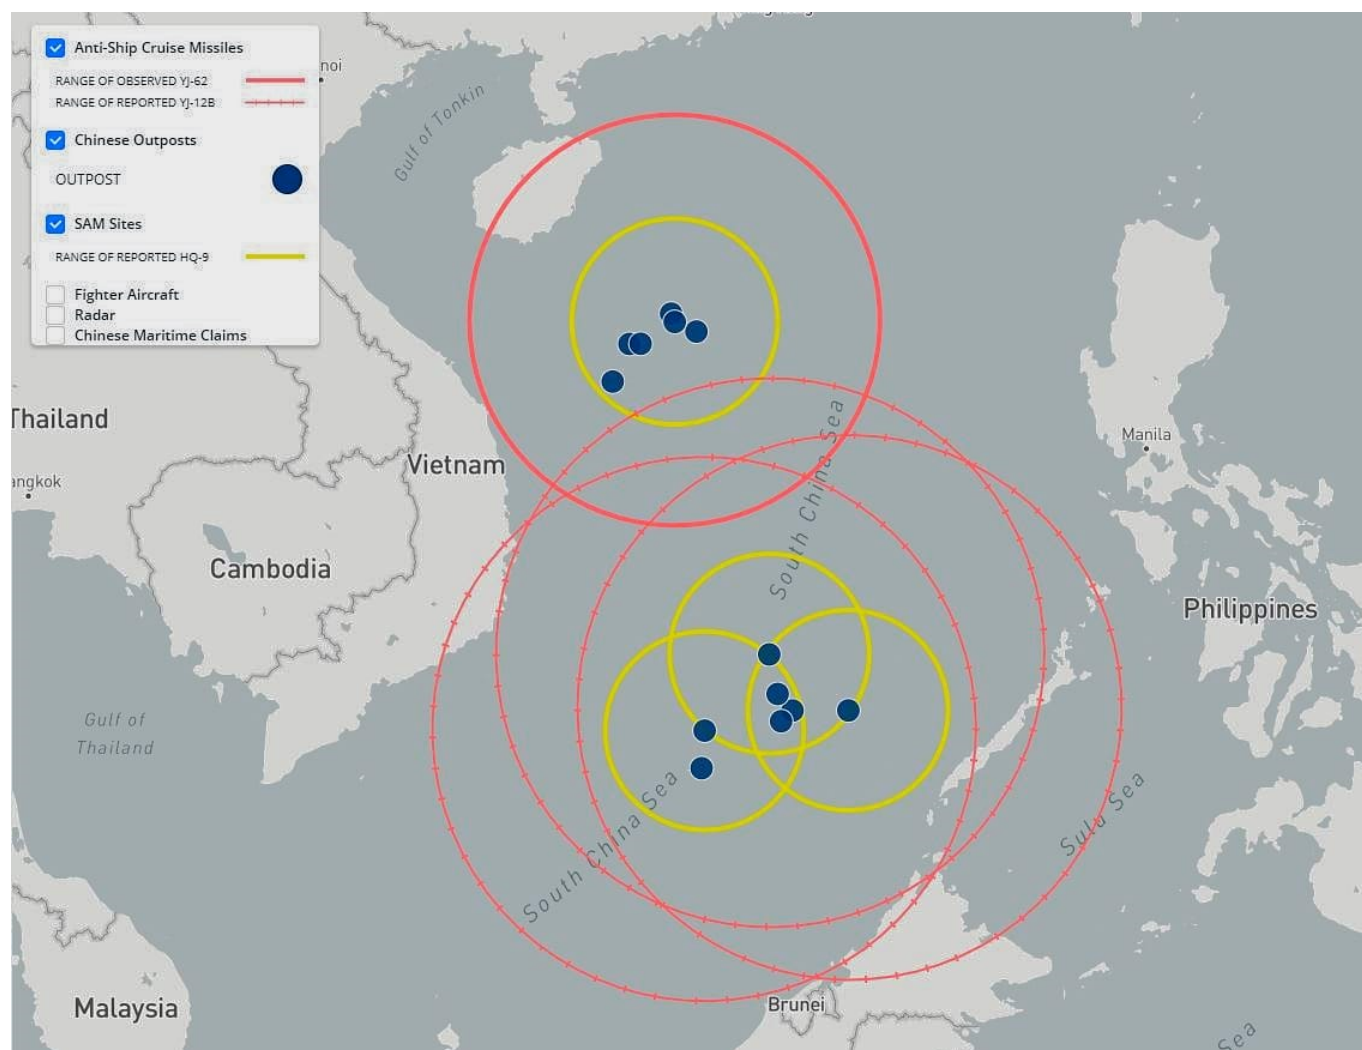 Anti-Ship Cruise Missiles
RANGE OF OBSERVED YJ-62
RANGE OF REPORTED YJ-12B
Chinese Outposts
OUTPOST
SAM Sites
RANGE OF REPORTED HQ-9
Fighter Aircraft
Radar
Chinese Maritime Claims
noi
Gulf of Tonkin
Thailand
angkok
Vietnam
Cambodia
South China Sea
Manila
Philippines
Gulf of
Thailand
South China Sea
Sulu Sea
Malaysia
Brunei
Sea